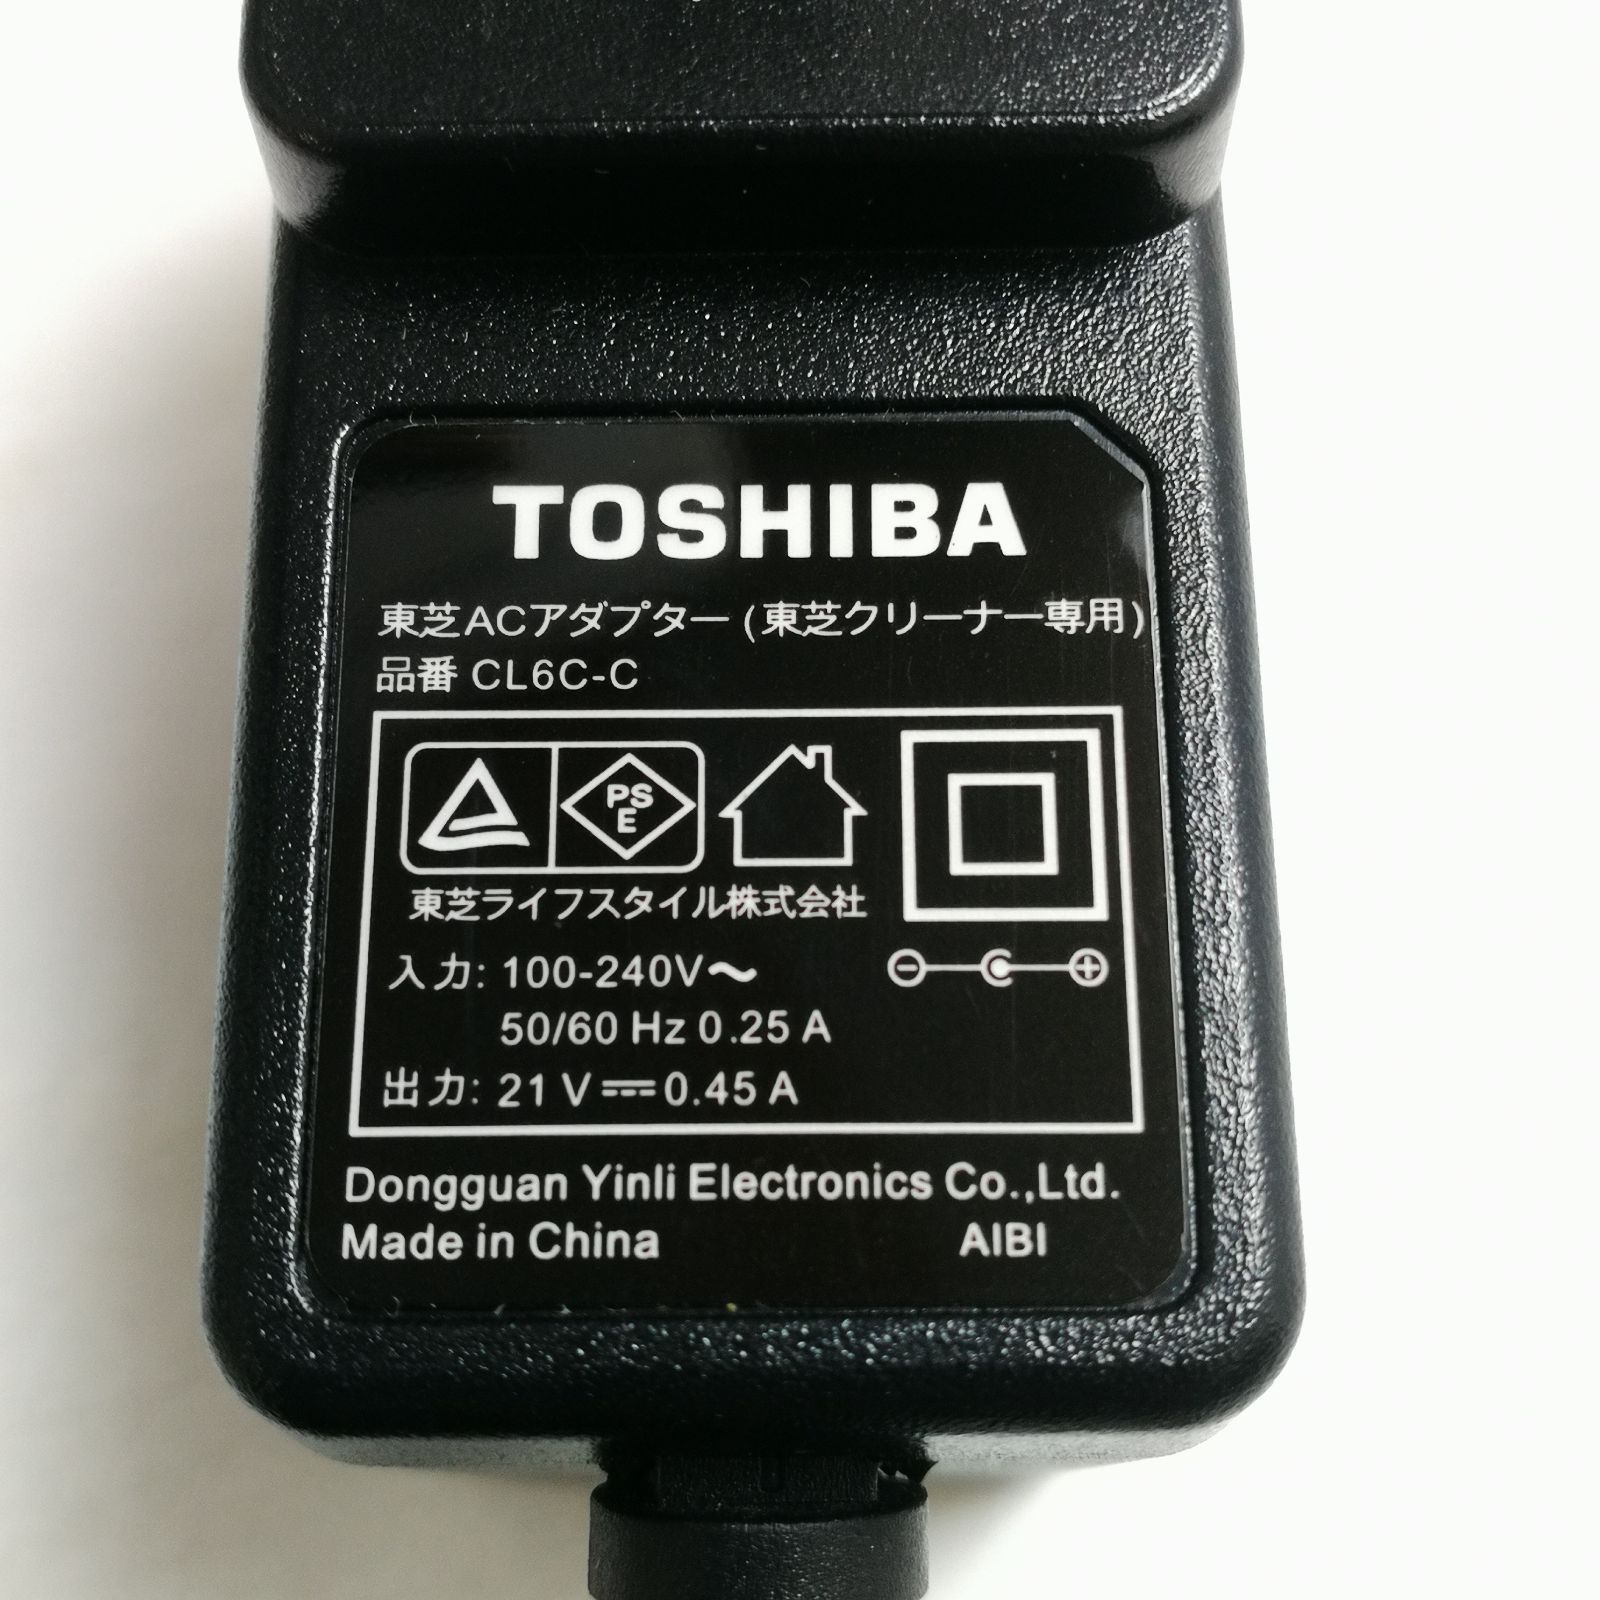 TOSHIBA
東芝ACアダプター(東芝クリーナー専用)
品番 CL6C-C
PSE
東芝ライフスタイル株式会社
入力: 100-240V～
50/60 Hz 0.25 A
出力: 21 V⎓0.45 A
Dongguan Yinli Electronics Co.,Ltd.
Made in China AIBI